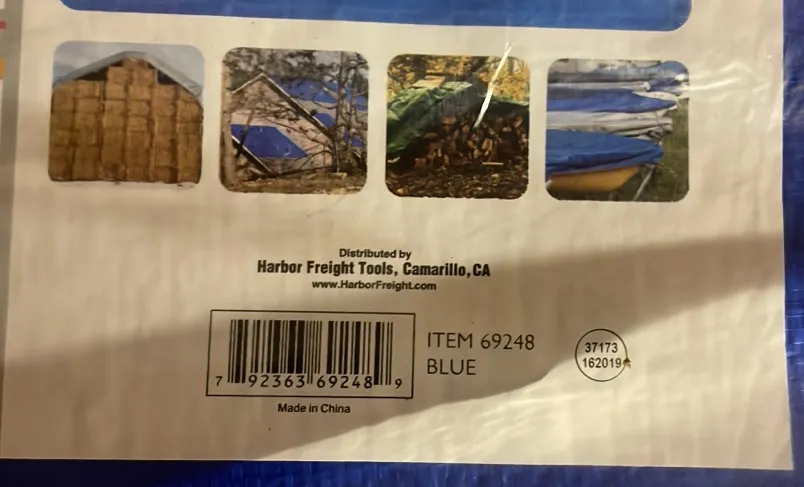 Distributed by
Harbor Freight Tools, Camarillo, CA
www.HarborFreight.com
ITEM 69248
BLUE
37173
162019
7 92363 69248 9
Made in China